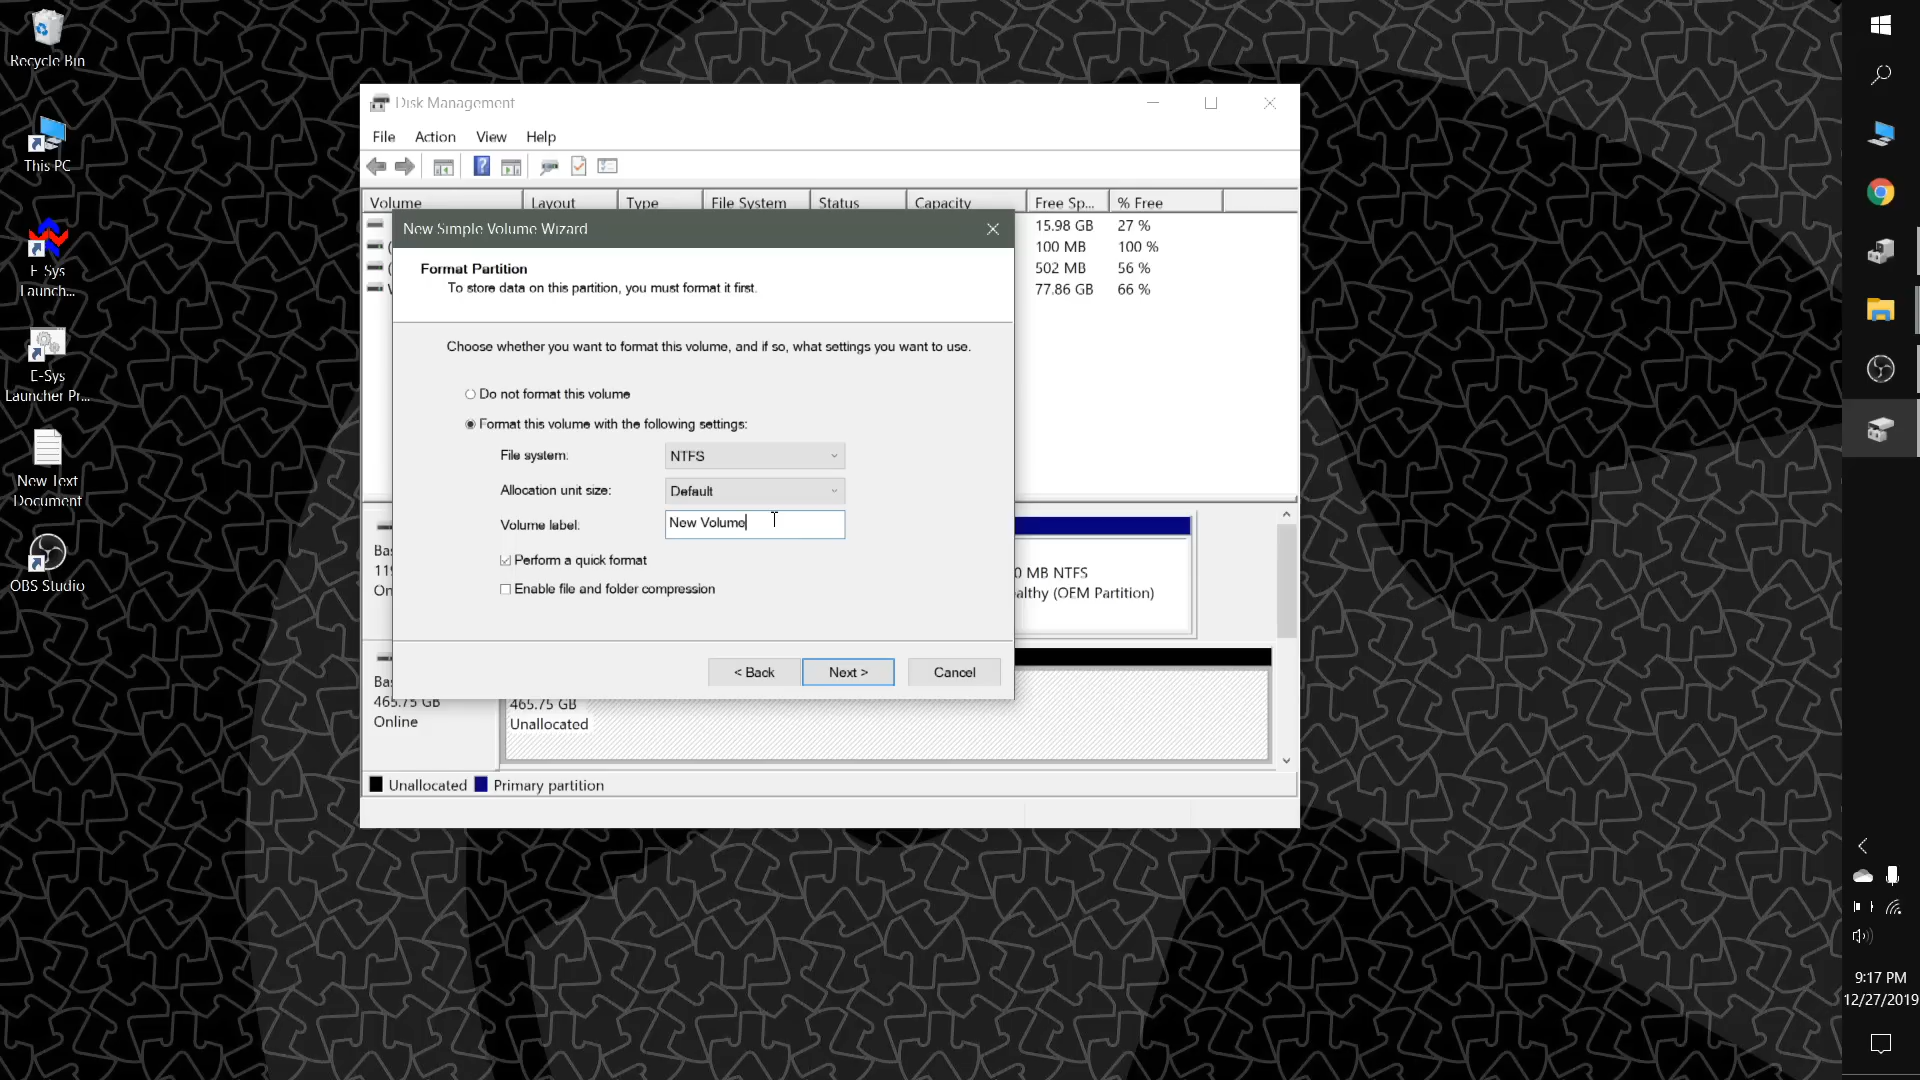 Recycle Bin
This PC
E-Sys
Launch...
E-Sys
Launcher Pr...
New Text
Document
OBS Studio
Disk Management
File Action View Help
Volume Layout Type File System Status Capacity Free Sp... % Free
15.98 GB 27 %
100 MB 100 %
502 MB 56 %
77.86 GB 66 %
New Simple Volume Wizard
Format Partition
To store data on this partition, you must format it first.
Choose whether you want to format this volume, and if so, what settings you want to use.
Do not format this volume
Format this volume with the following settings:
File system: NTFS
Allocation unit size: Default
Volume label: New Volume
Perform a quick format
Enable file and folder compression
< Back Next > Cancel
0 MB NTFS
althy (OEM Partition)
Bas
119
On
Bas
465.75 GB
Online
465.75 GB
Unallocated
Unallocated Primary partition
9:17 PM
12/27/2019